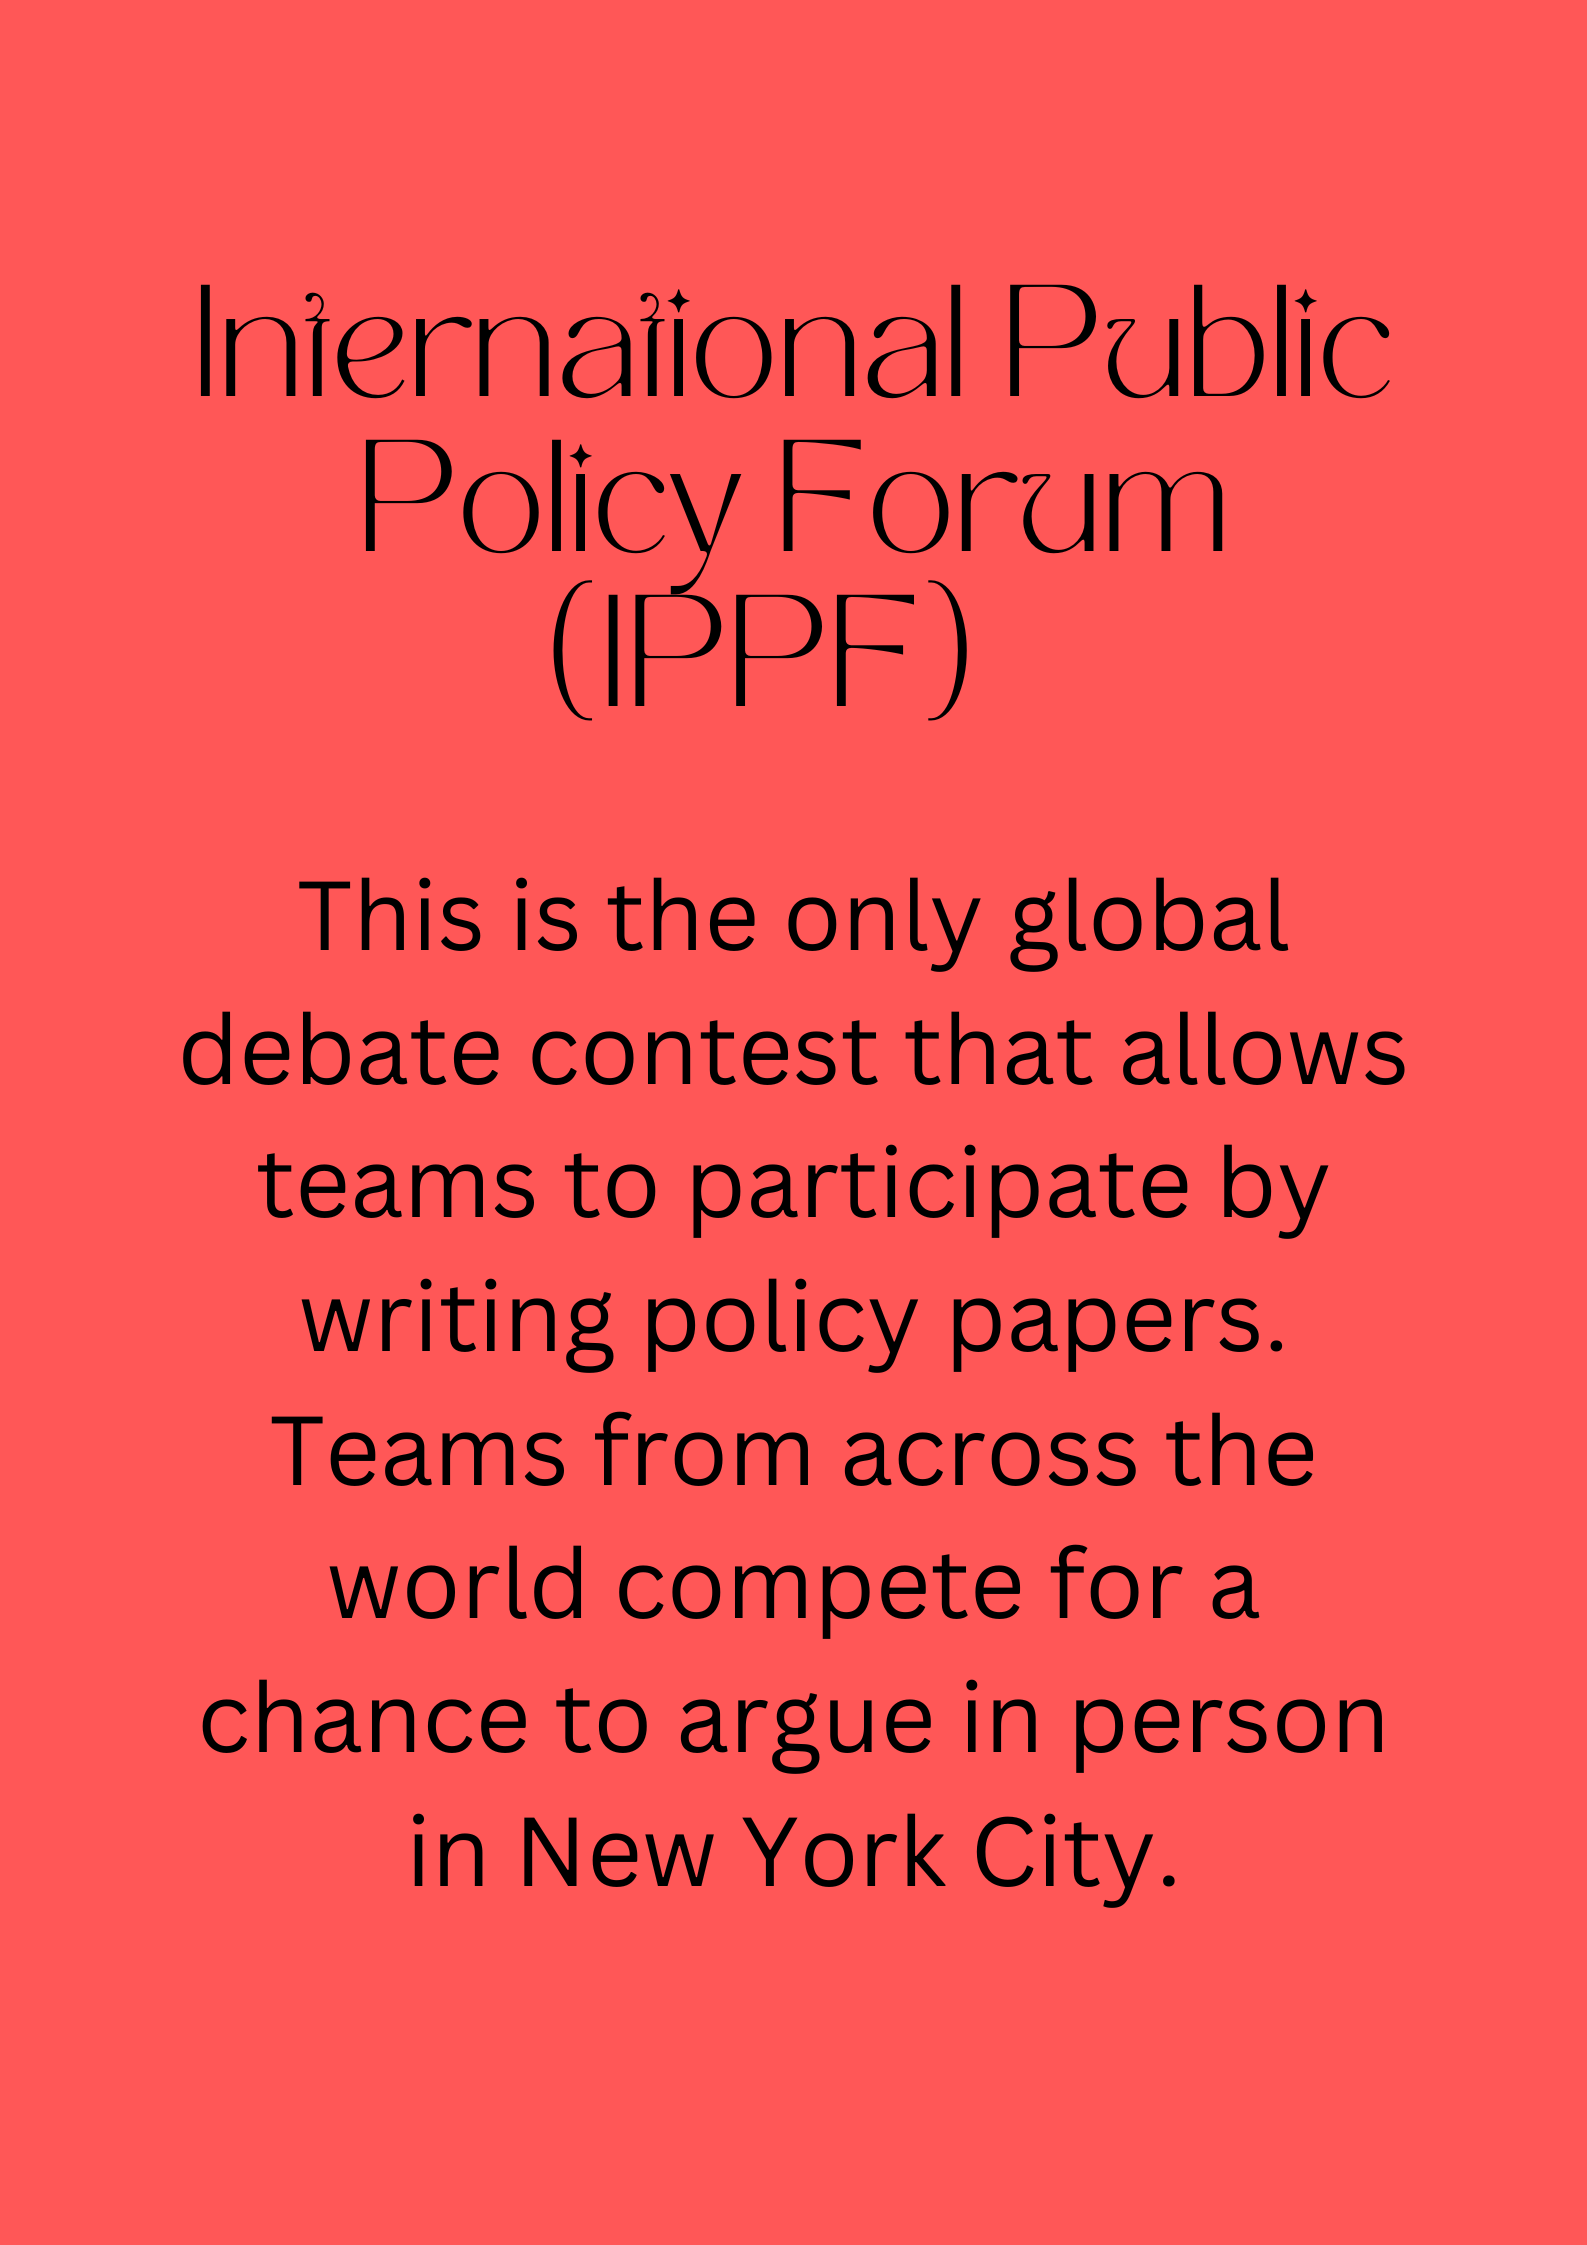 International Public
Policy Forum
(IPPF)
This is the only global
debate contest that allows
teams to participate by
writing policy papers.
Teams from across the
world compete for a
chance to argue in person
in New York City.